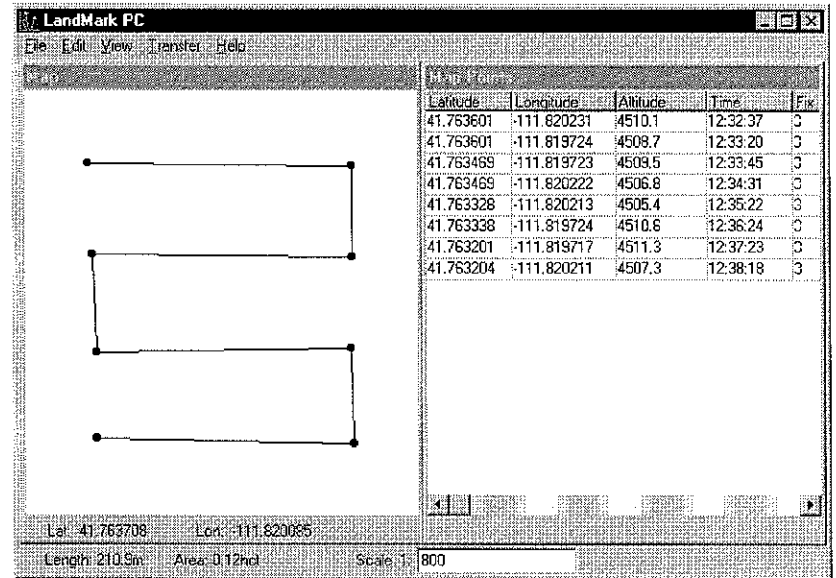 LandMark PC
File Edit View Transfer Help
Map
Map Points
Latitude Longitude Altitude Time Fix
41.763601 -111.820231 4510.1 12:32:37 3
41.763601 -111.819724 4508.7 12:33:20 3
41.763469 -111.819723 4509.5 12:33:45 3
41.763469 -111.820222 4506.8 12:34:31 3
41.763328 -111.820213 4505.4 12:35:22 3
41.763338 -111.819724 4510.6 12:36:24 3
41.763201 -111.819717 4511.3 12:37:23 3
41.763204 -111.820211 4507.3 12:38:18 3
Lat: 41.763708 Lon: -111.820085
Length: 210.9m Area: 0.12hct Scale 1: 800